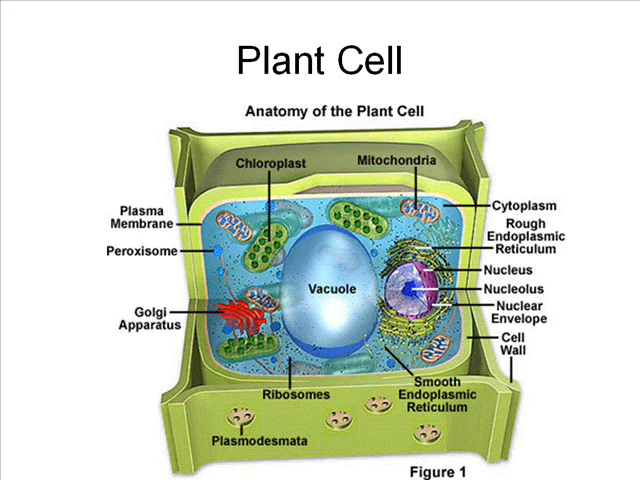 Plant Cell
Anatomy of the Plant Cell
Chloroplast
Mitochondria
Plasma
Membrane
Cytoplasm
Rough
Endoplasmic
Reticulum
Peroxisome
Nucleus
Vacuole
Nucleolus
Nuclear
Envelope
Golgi
Apparatus
Cell
Wall
Ribosomes
Smooth
Endoplasmic
Reticulum
Plasmodesmata
Figure 1